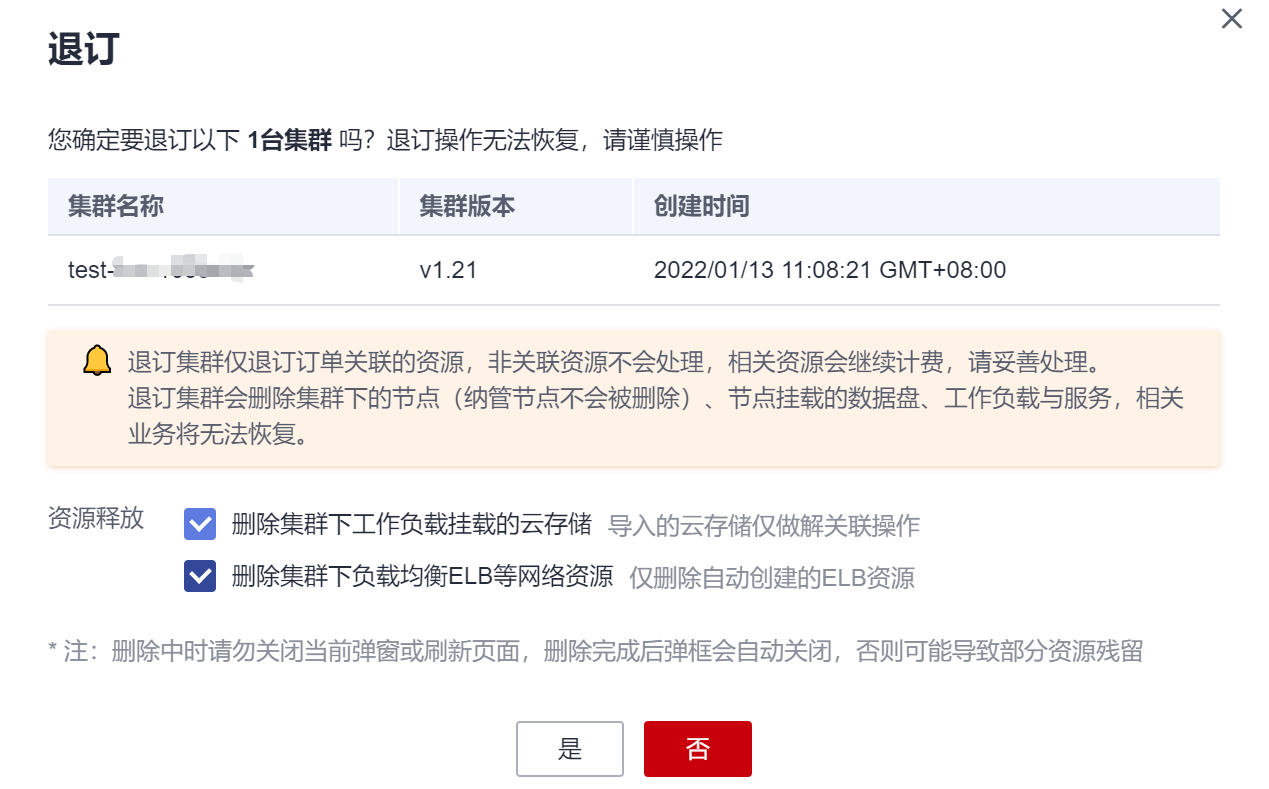 退订
您确定要退订以下 1台集群 吗？退订操作无法恢复，请谨慎操作
集群名称 集群版本 创建时间
test- v1.21 2022/01/13 11:08:21 GMT+08:00
退订集群仅退订订单关联的资源，非关联资源不会处理，相关资源会继续计费，请妥善处理。
退订集群会删除集群下的节点（纳管节点不会被删除）、节点挂载的数据盘、工作负载与服务，相关
业务将无法恢复。
资源释放 删除集群下工作负载挂载的云存储 导入的云存储仅做解关联操作
删除集群下负载均衡ELB等网络资源 仅删除自动创建的ELB资源
* 注：删除中时请勿关闭当前弹窗或刷新页面，删除完成后弹框会自动关闭，否则可能导致部分资源残留
是 否